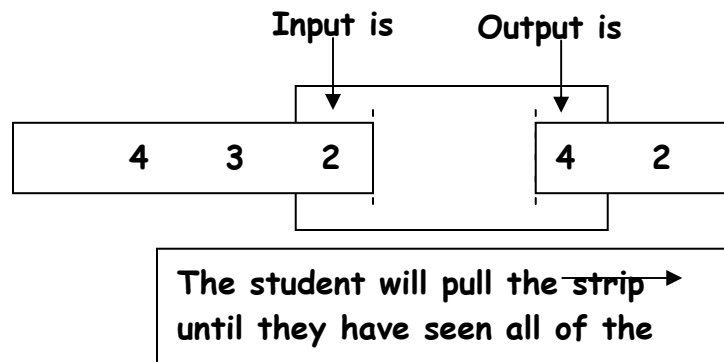 Input is Output is
4 3 2 4 2
The student will pull the strip
until they have seen all of the